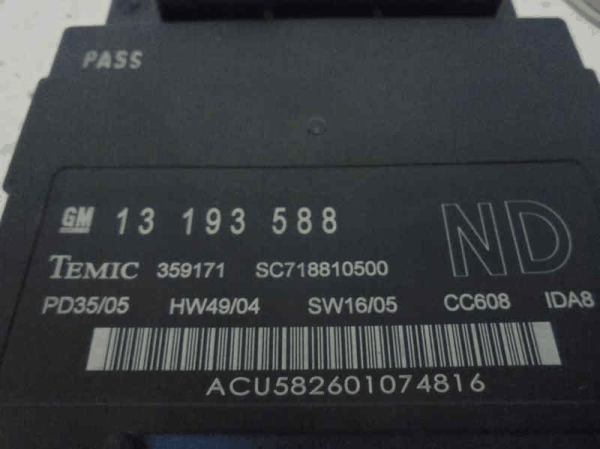 PASS
GM 13 193 588 ND
TEMIC 359171 SC718810500
PD35/05 HW49/04 SW16/05 CC608 IDA8
ACU582601074816